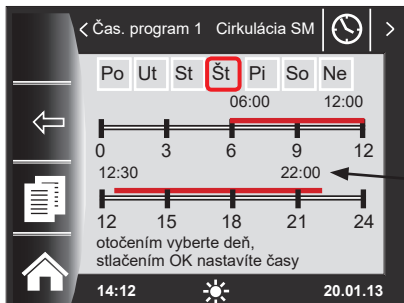 Čas. program 1 Cirkulácia SM
Po Ut St Št Pi So Ne
06:00 12:00
0 3 6 9 12
12:30 22:00
12 15 18 21 24
otočením vyberte deň,
stlačením OK nastavíte časy
14:12 20.01.13